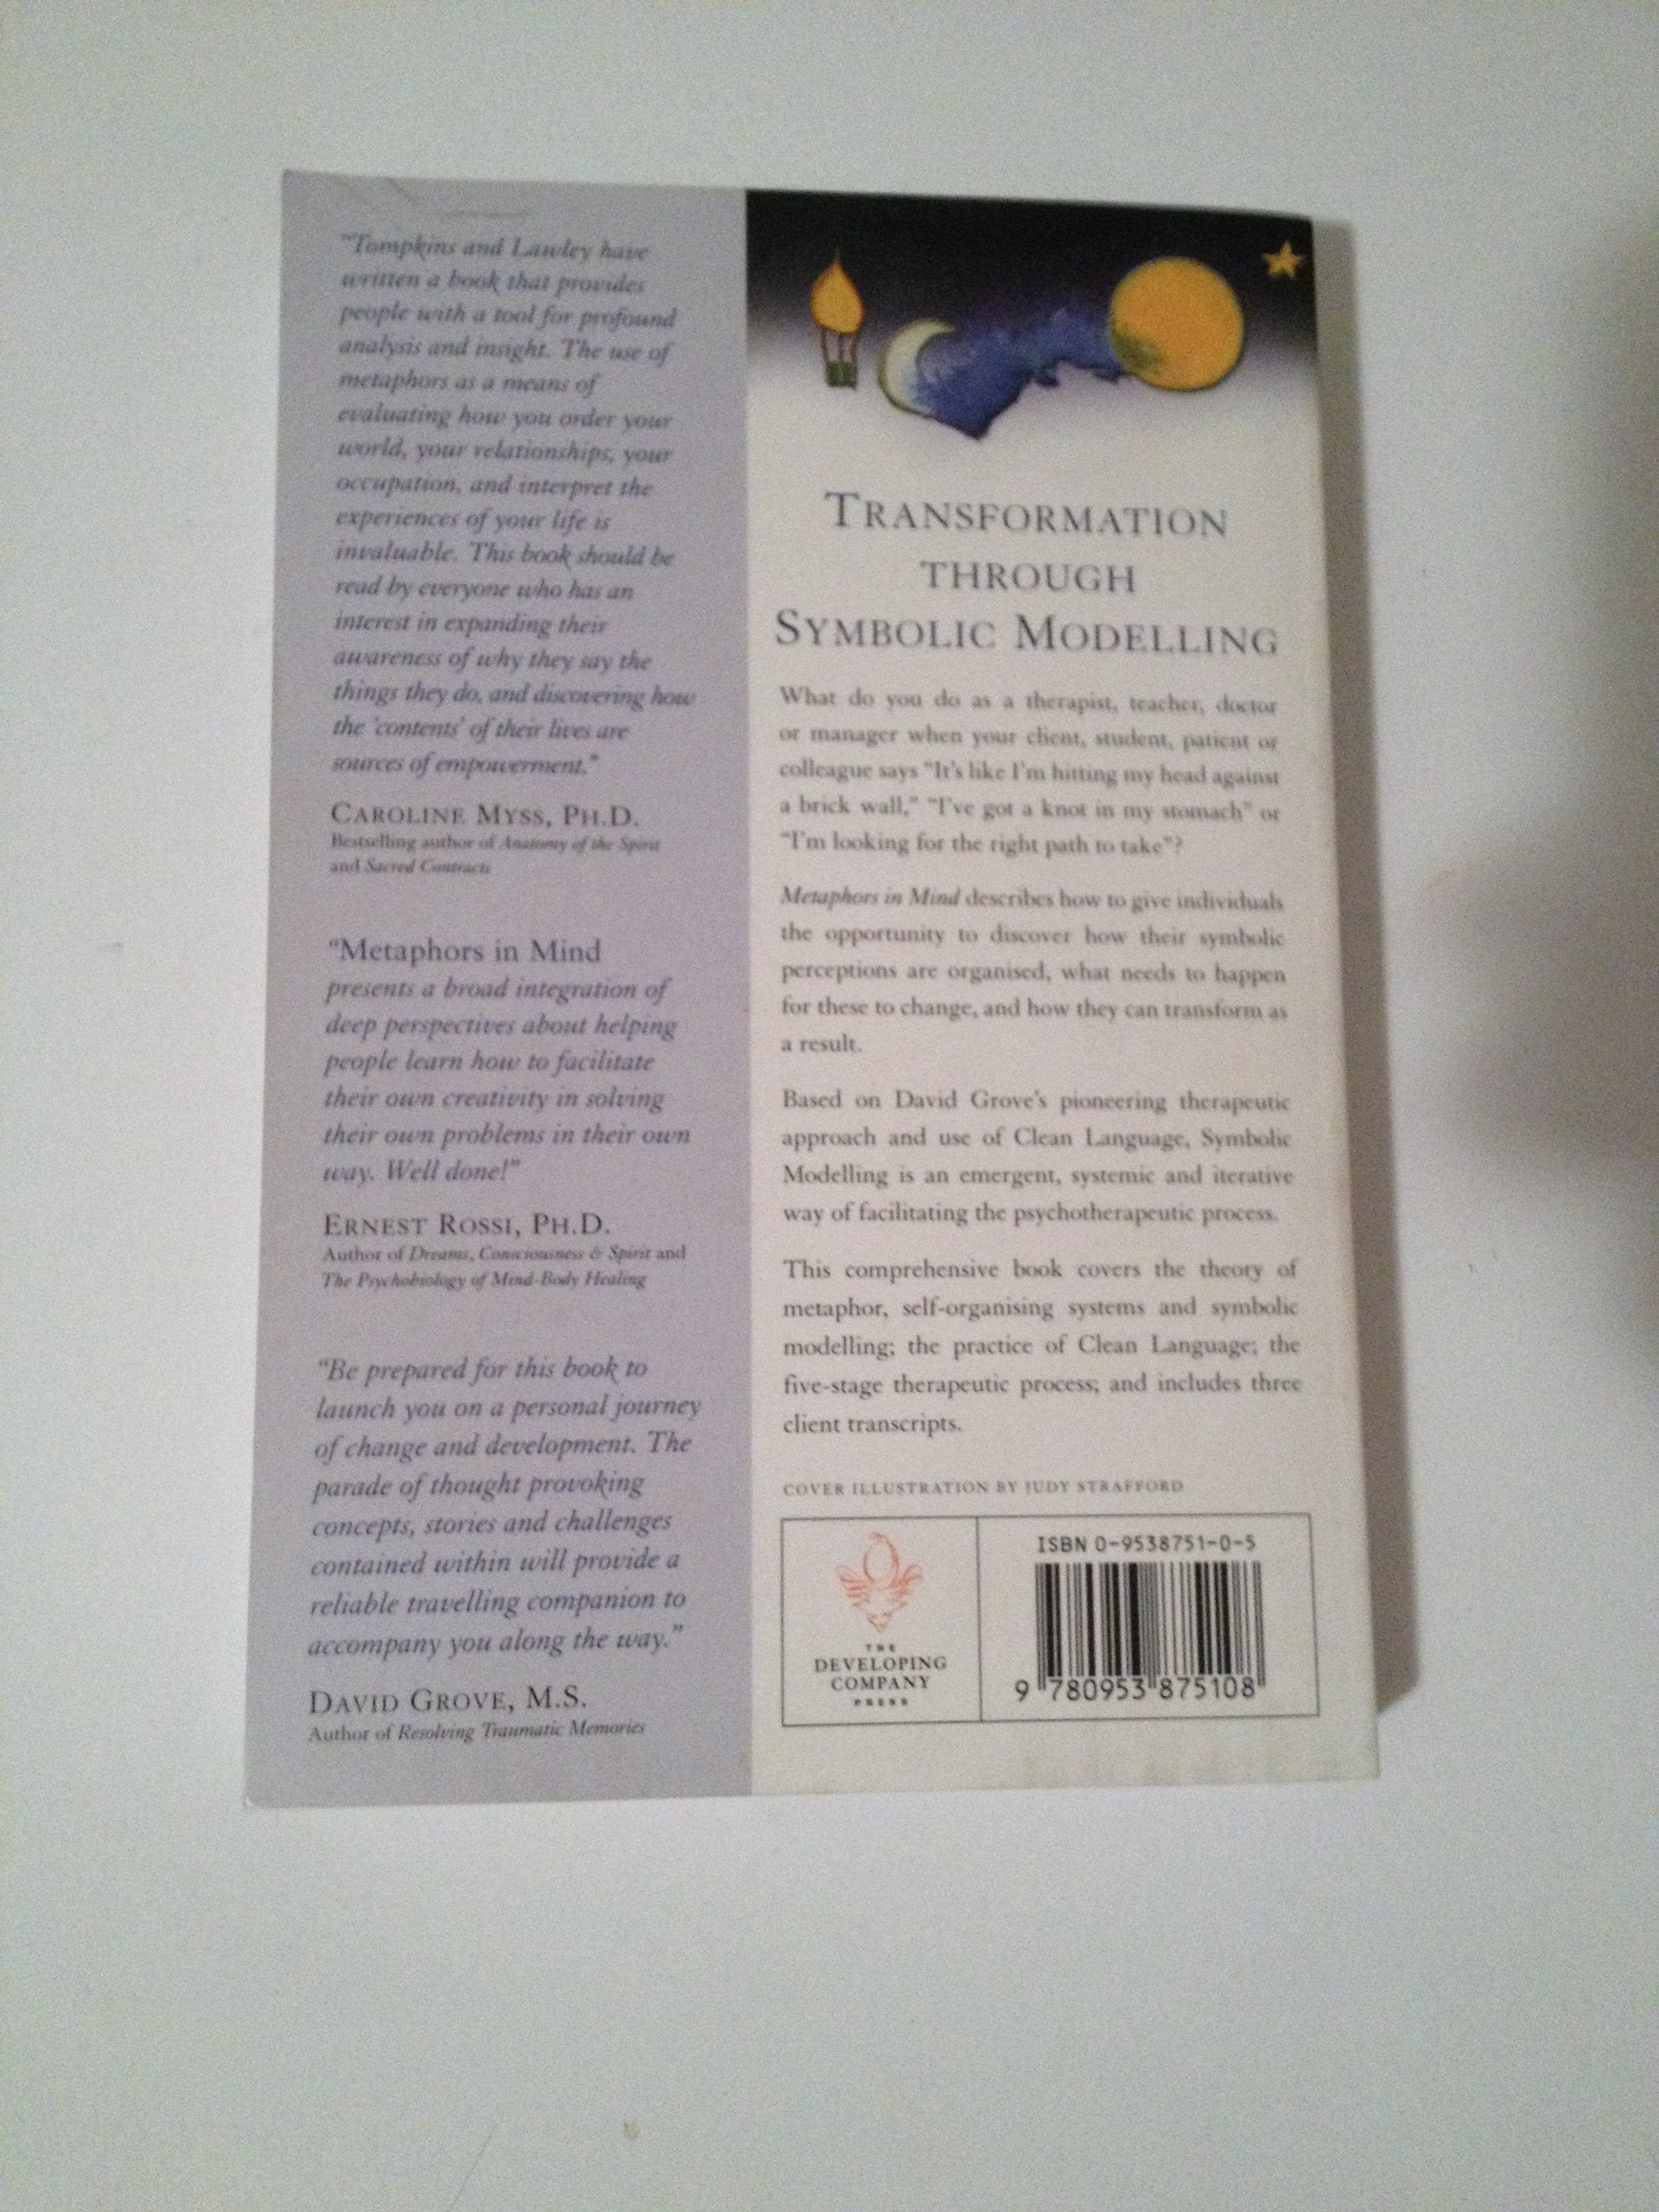 "Tompkins and Lawley have
written a book that provides
people with a tool for profound
analysis and insight. The use of
metaphors as a means of
evaluating how you order your
world, your relationships, your
occupation, and interpret the
experiences of your life is
invaluable. This book should be
read by everyone who has an
interest in expanding their
awareness of why they say the
things they do, and discovering how
the 'contents' of their lives are
sources of empowerment."
CAROLINE MYSS, PH.D.
Bestselling author of Anatomy of the Spirit
and Sacred Contracts
"Metaphors in Mind
presents a broad integration of
deep perspectives about helping
people learn how to facilitate
their own creativity in solving
their own problems in their own
way. Well done!"
ERNEST ROSSI, PH.D.
Author of Dreams, Consciousness & Spirit and
The Psychobiology of Mind-Body Healing
"Be prepared for this book to
launch you on a personal journey
of change and development. The
parade of thought provoking
concepts, stories and challenges
contained within will provide a
reliable travelling companion to
accompany you along the way."
DAVID GROVE, M.S.
Author of Resolving Traumatic Memories
TRANSFORMATION
THROUGH
SYMBOLIC MODELLING
What do you do as a therapist, teacher, doctor
or manager when your client, student, patient or
colleague says "It's like I'm hitting my head against
a brick wall," "I've got a knot in my stomach" or
"I'm looking for the right path to take"?
Metaphors in Mind describes how to give individuals
the opportunity to discover how their symbolic
perceptions are organised, what needs to happen
for these to change, and how they can transform as
a result.
Based on David Grove's pioneering therapeutic
approach and use of Clean Language, Symbolic
Modelling is an emergent, systemic and iterative
way of facilitating the psychotherapeutic process.
This comprehensive book covers the theory of
metaphor, self-organising systems and symbolic
modelling; the practice of Clean Language; the
five-stage therapeutic process; and includes three
client transcripts.
COVER ILLUSTRATION BY JUDY STRAFFORD
THE
DEVELOPING
COMPANY
PRESS
ISBN 0-9538751-0-5
9 780953 875108